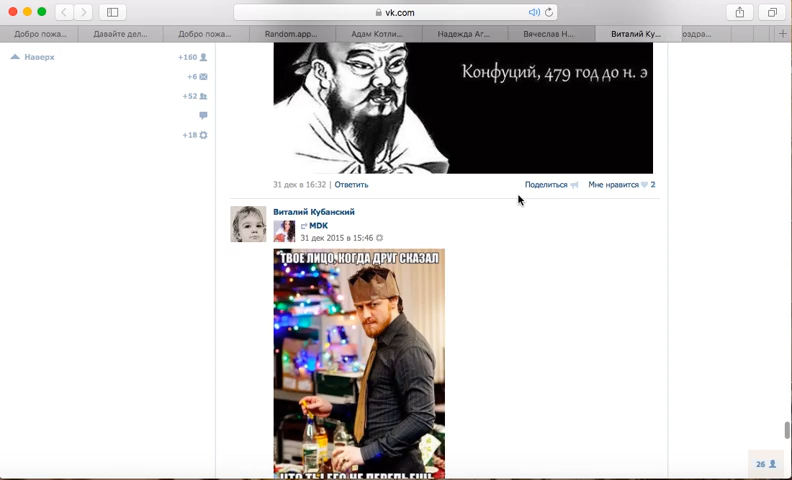 vk.com
Добро пожа...
Давайте дел...
Добро пожа...
Random.app...
Адам Котли...
Надежда Аг...
Вячеслав Н...
Виталий Ку...
оздра...
Наверх
+160
+6
+52
+18
Конфуций, 479 год до н. э
31 дек в 16:32 | Ответить
Поделиться
Мне нравится 2
Виталий Кубанский
MDK
31 дек 2015 в 15:46
ТВОЕ ЛИЦО, КОГДА ДРУГ СКАЗАЛ
26